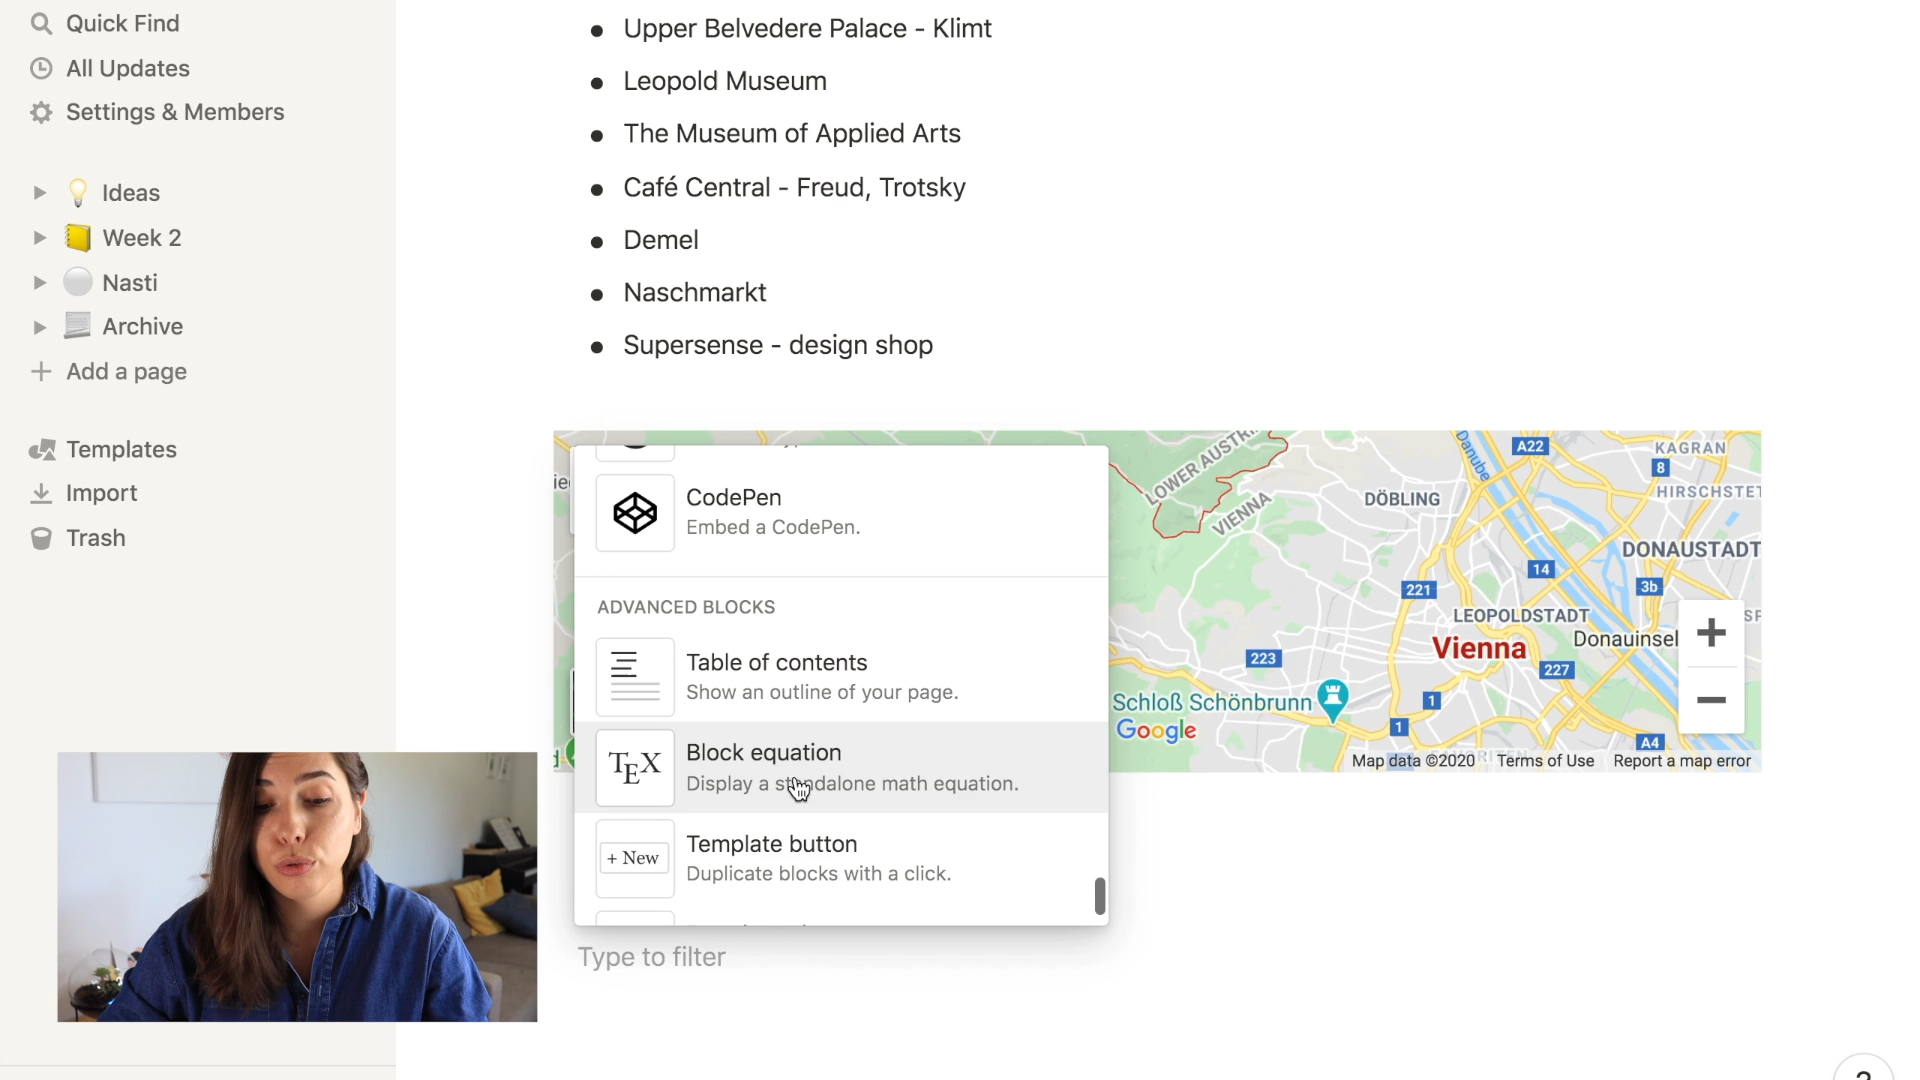 Quick Find
All Updates
Settings & Members
Ideas
Week 2
Nasti
Archive
Add a page
Templates
Import
Trash
Upper Belvedere Palace - Klimt
Leopold Museum
The Museum of Applied Arts
Café Central - Freud, Trotsky
Demel
Naschmarkt
Supersense - design shop
CodePen
Embed a CodePen.
ADVANCED BLOCKS
Table of contents
Show an outline of your page.
TEX
Block equation
Display a standalone math equation.
+ New
Template button
Duplicate blocks with a click.
Type to filter
LOWER AUSTRI
VIENNA
Danube
A22
KAGRAN
8
DÖBLING
HIRSCHSTET
DONAUSTADT
14
3b
221
LEOPOLDSTADT
Donauinsel
Vienna
223
227
1
Schloß Schönbrunn
1
Google
A4
Map data ©2020
Terms of Use
Report a map error
?